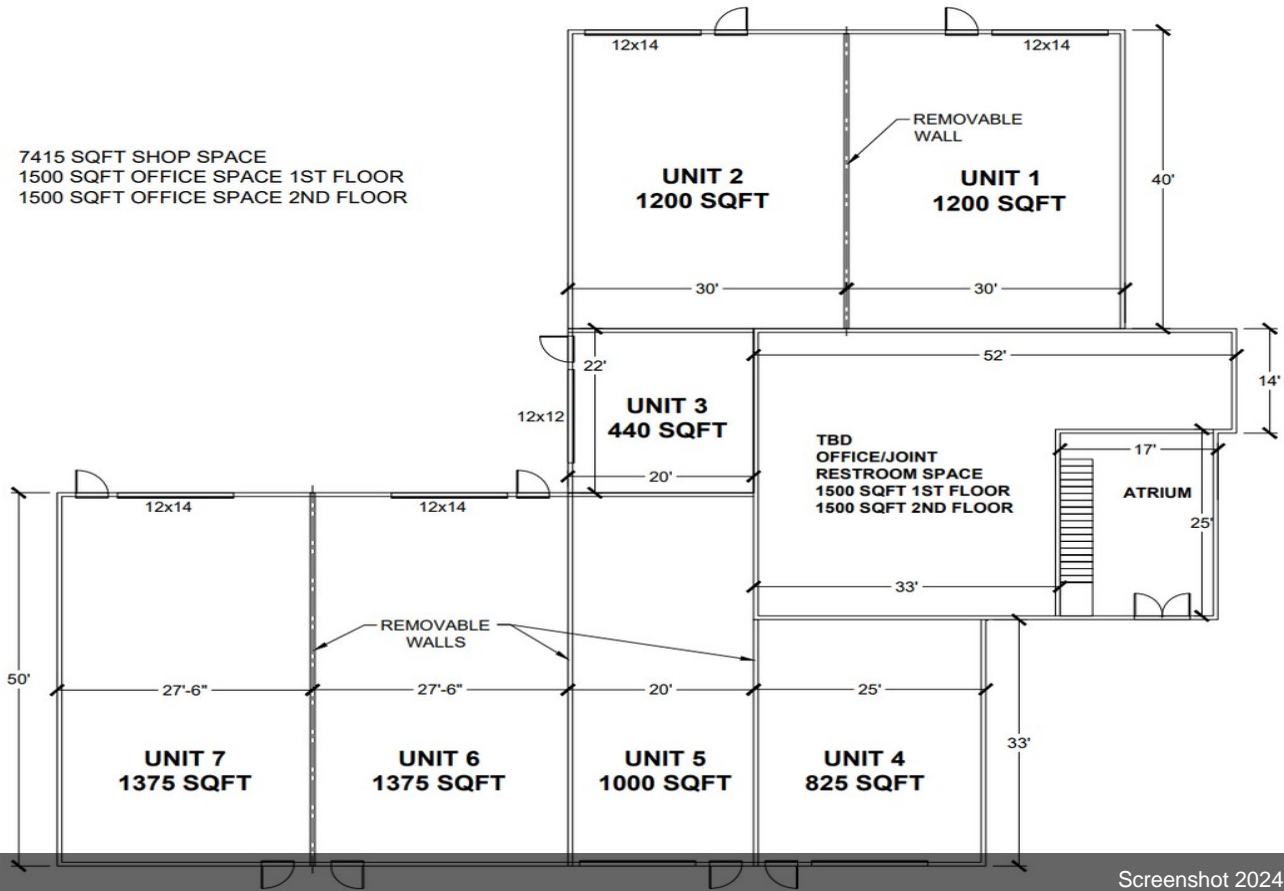 12x14
12x14
REMOVABLE
WALL
7415 SQFT SHOP SPACE
1500 SQFT OFFICE SPACE 1ST FLOOR
1500 SQFT OFFICE SPACE 2ND FLOOR
UNIT 2
1200 SQFT
UNIT 1
1200 SQFT
40'
30'
30'
22'
52'
14'
12x12
UNIT 3
440 SQFT
20'
TBD
OFFICE/JOINT
RESTROOM SPACE
1500 SQFT 1ST FLOOR
1500 SQFT 2ND FLOOR
17'
ATRIUM
25'
12x14
12x14
33'
REMOVABLE
WALLS
50'
27'-6"
27'-6"
20'
25'
33'
UNIT 7
1375 SQFT
UNIT 6
1375 SQFT
UNIT 5
1000 SQFT
UNIT 4
825 SQFT
Screenshot 2024